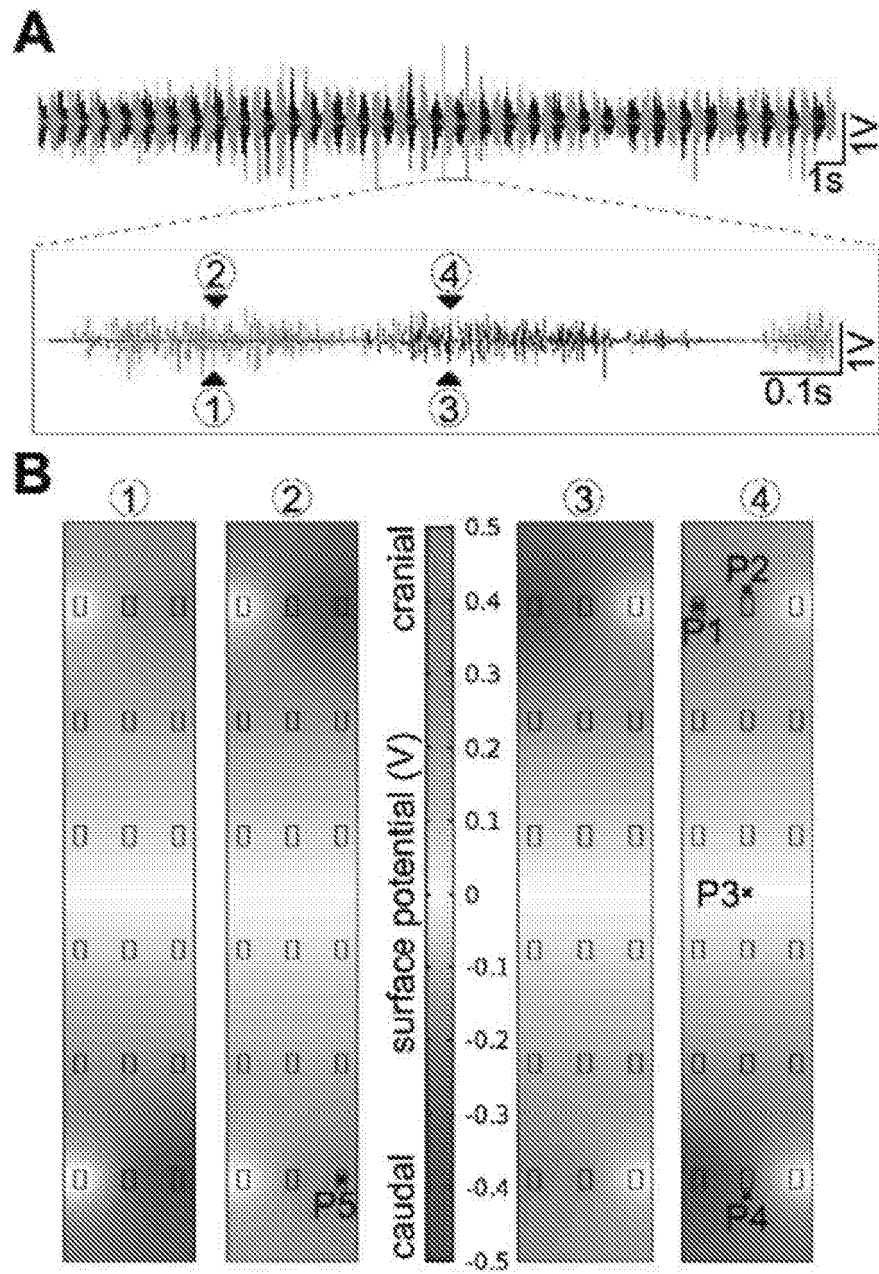 A
1V
1s
2 4
1V
0.1s
1 3
B
1 2 3 4
cranial
surface potential (V)
caudal
0.5
0.4
0.3
0.2
0.1
0
-0.1
-0.2
-0.3
-0.4
-0.5
P2
P1
P3
P5
P4